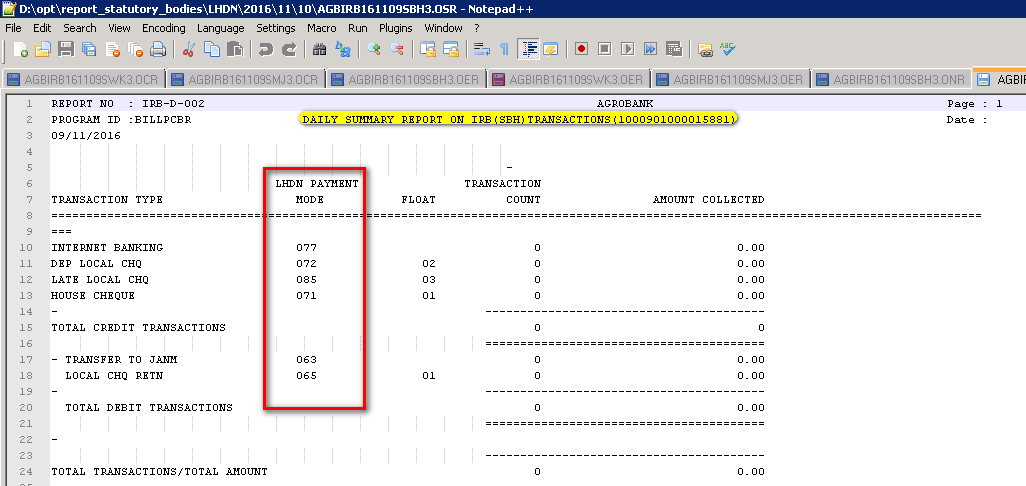 D:\opt\report_statutory_bodies\LHDN\2016\11\10\AGBIRB161109SBH3.OSR - Notepad++
File Edit Search View Encoding Language Settings Macro Run Plugins Window ?
AGBIRB161109SWK3.OCR AGBIRB161109SMJ3.OCR AGBIRB161109SBH3.OER AGBIRB161109SWK3.OER AGBIRB161109SMJ3.OER AGBIRB161109SBH3.ONR AGBI
1 REPORT NO : IRB-D-002 AGROBANK Page : 1
2 PROGRAM ID :BILLPCBR DAILY SUMMARY REPORT ON IRB(SBH)TRANSACTIONS(1000901000015881) Date :
3 09/11/2016
4
5 -
6 LHDN PAYMENT TRANSACTION
7 TRANSACTION TYPE MODE FLOAT COUNT AMOUNT COLLECTED
8 =====================================================================================================================================
9 ===
10 INTERNET BANKING 077 0 0.00
11 DEP LOCAL CHQ 072 02 0 0.00
12 LATE LOCAL CHQ 085 03 0 0.00
13 HOUSE CHEQUE 071 01 0 0.00
14 - ----------------------------------------
15 TOTAL CREDIT TRANSACTIONS 0 0
16 ========================================
17 - TRANSFER TO JANM 063 0 0.00
18 LOCAL CHQ RETN 065 01 0 0.00
19 - ----------------------------------------
20 TOTAL DEBIT TRANSACTIONS 0 0.00
21 ========================================
22 -
23 ----------------------------------------
24 TOTAL TRANSACTIONS/TOTAL AMOUNT 0 0.00